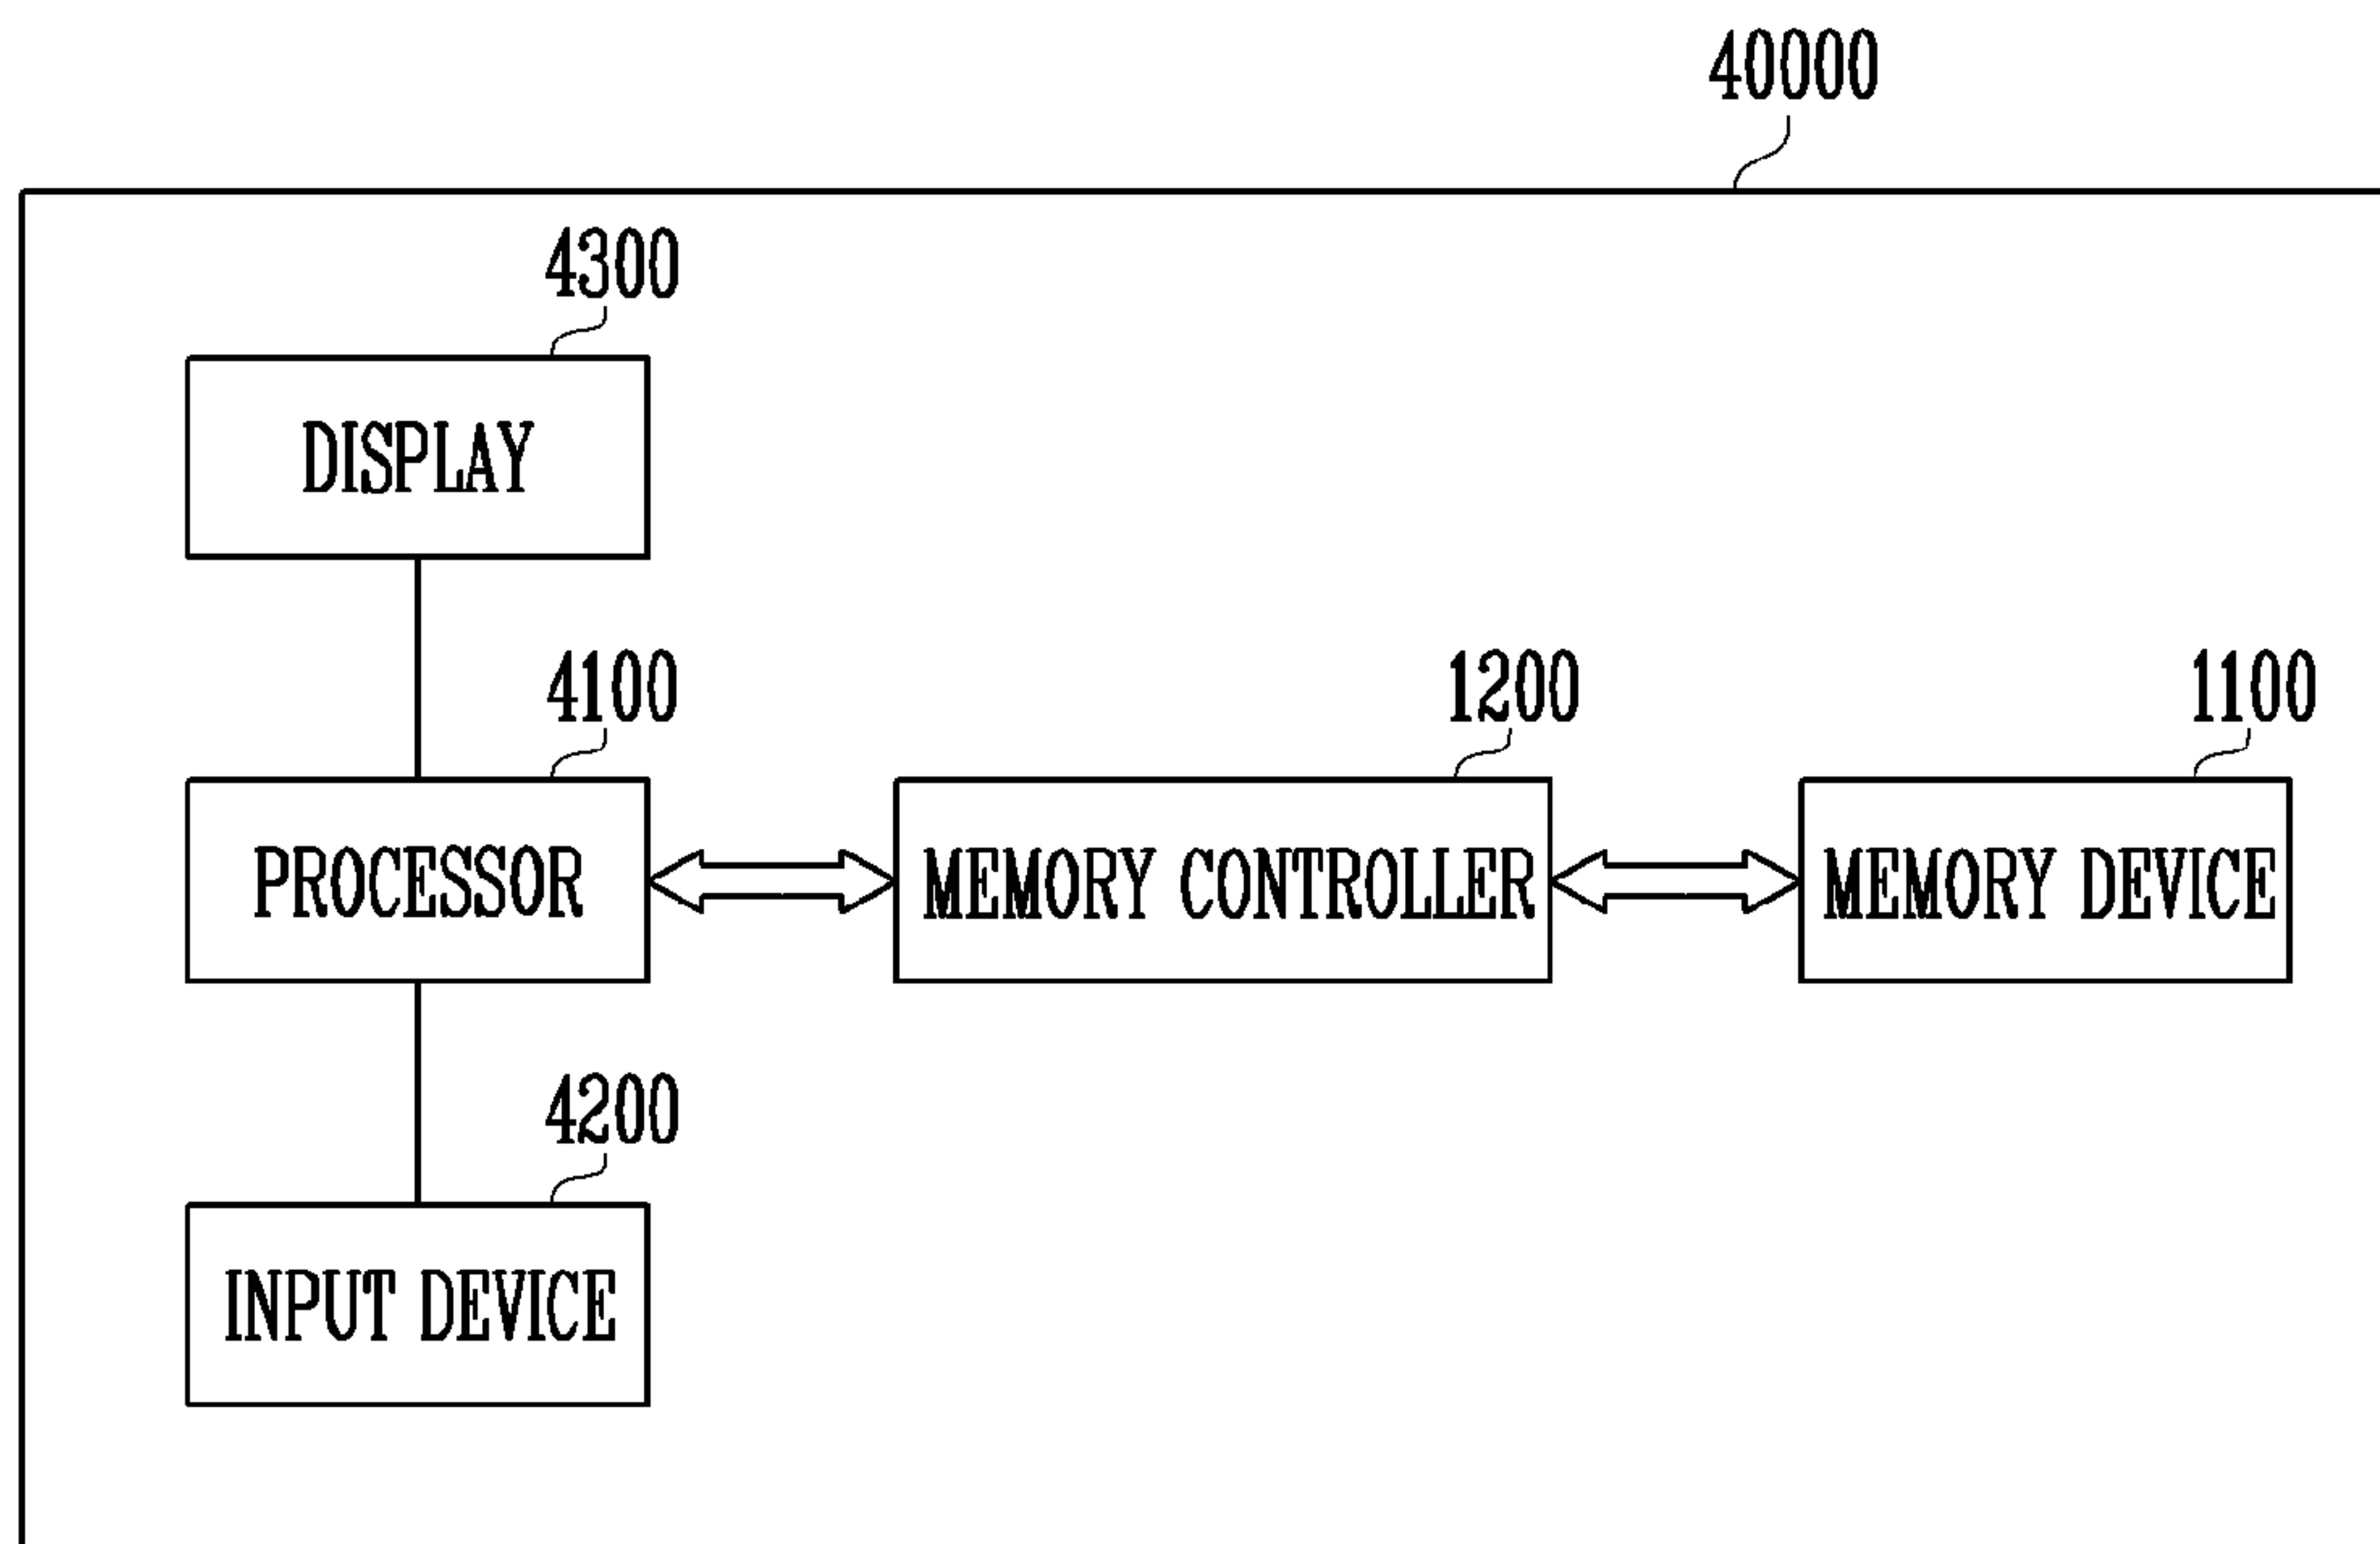 40000
4300
DISPLAY
4100
1200
1100
PROCESSOR
MEMORY CONTROLLER
MEMORY DEVICE
4200
INPUT DEVICE